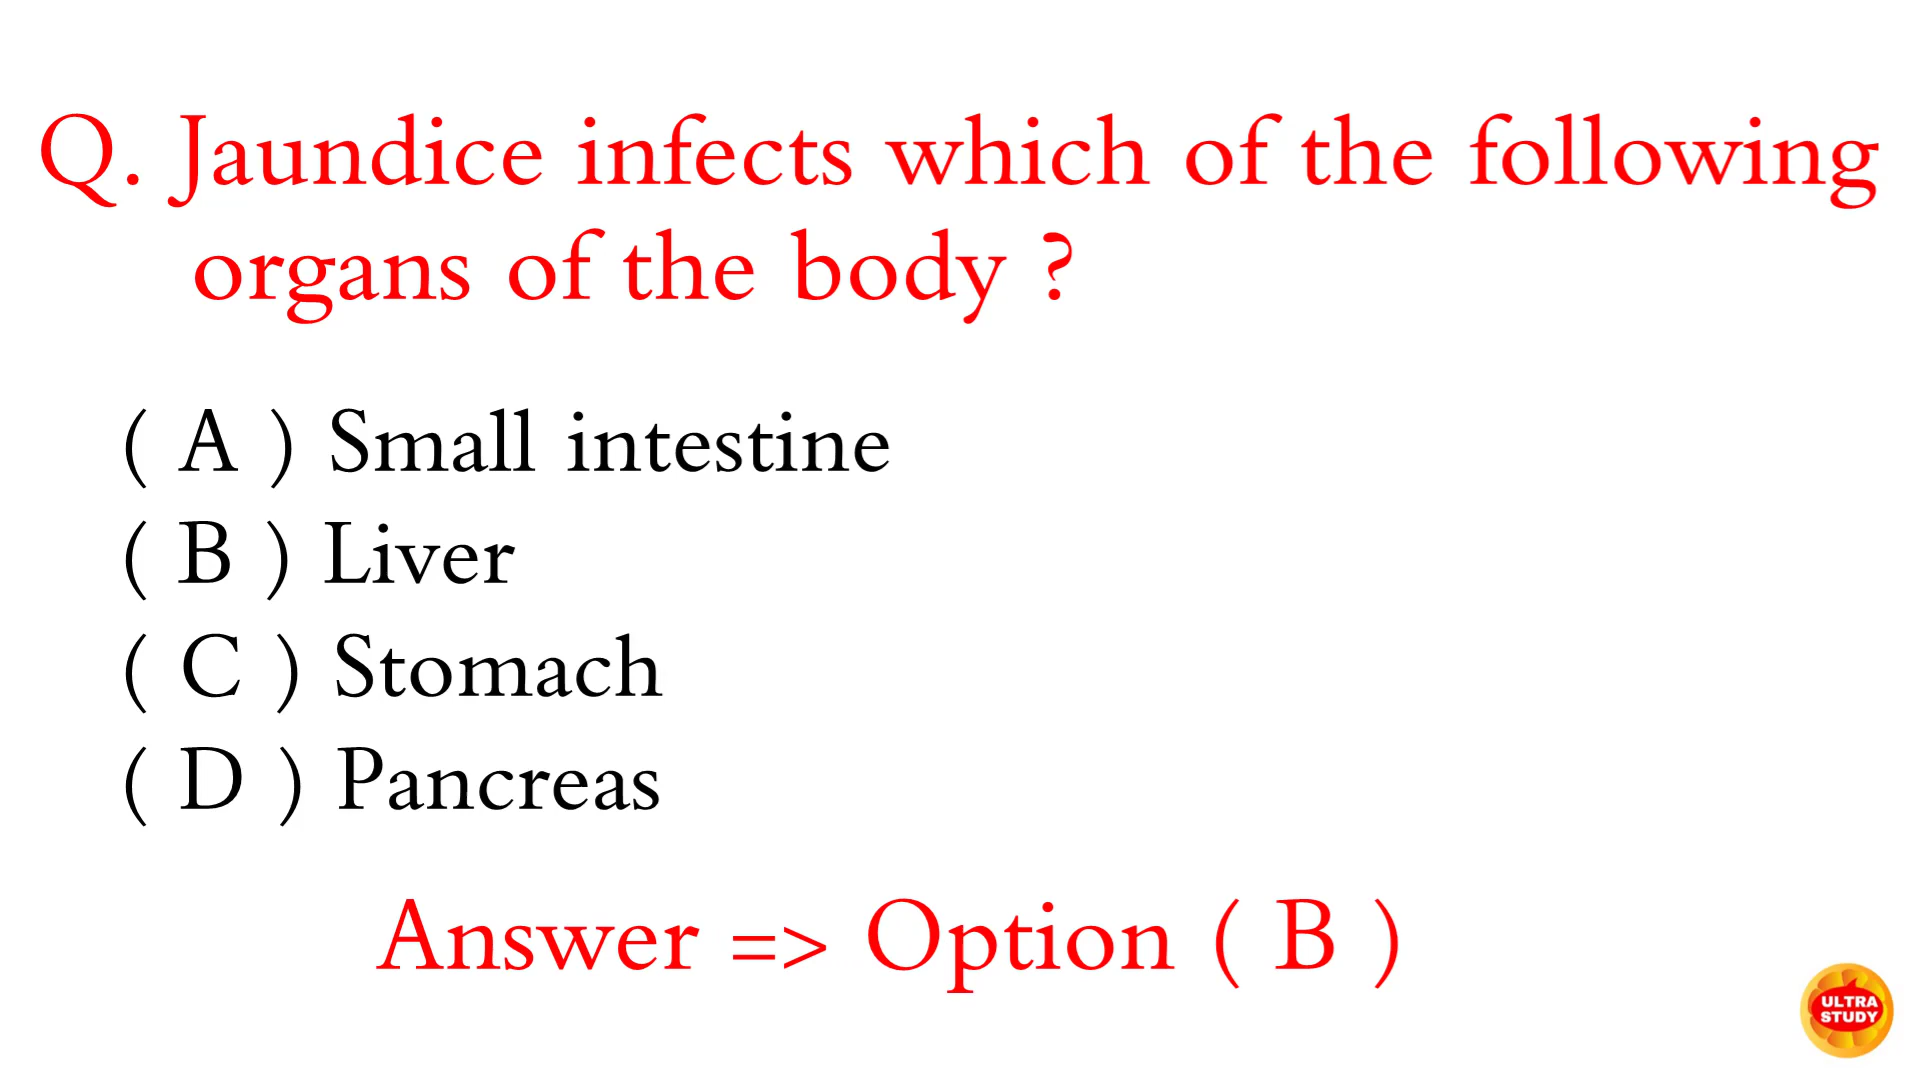 Q. Jaundice infects which of the following
organs of the body ?
( A ) Small intestine
( B ) Liver
( C ) Stomach
( D ) Pancreas
Answer => Option ( B )
ULTRA
STUDY